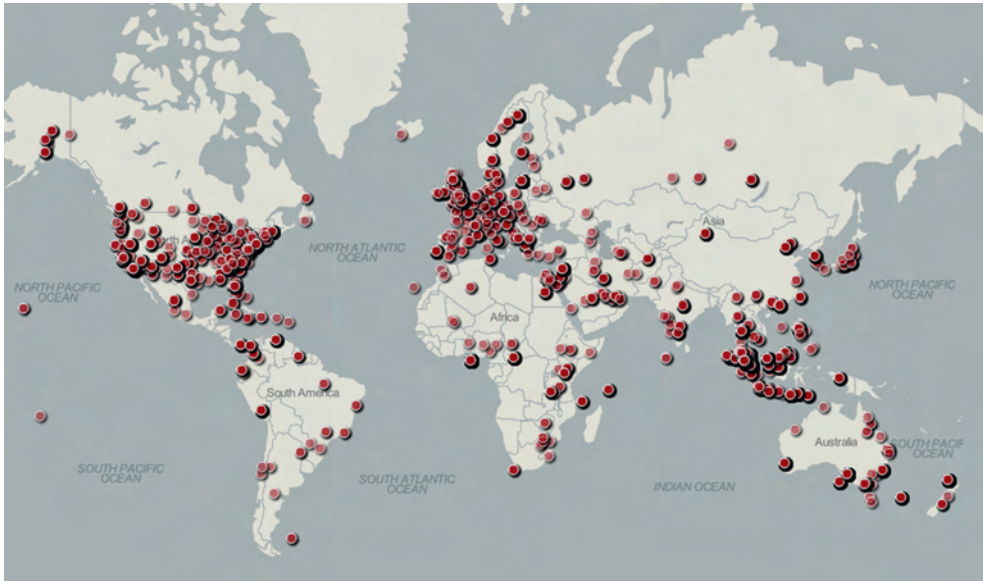 NORTH ATLANTIC
OCEAN
Asia
NORTH PACIFIC
OCEAN
NORTH PACIFIC
OCEAN
Africa
South America
Australia
SOUTH PACIF
OCEAN
SOUTH PACIFIC
OCEAN
SOUTH ATLANTIC
OCEAN
INDIAN OCEAN